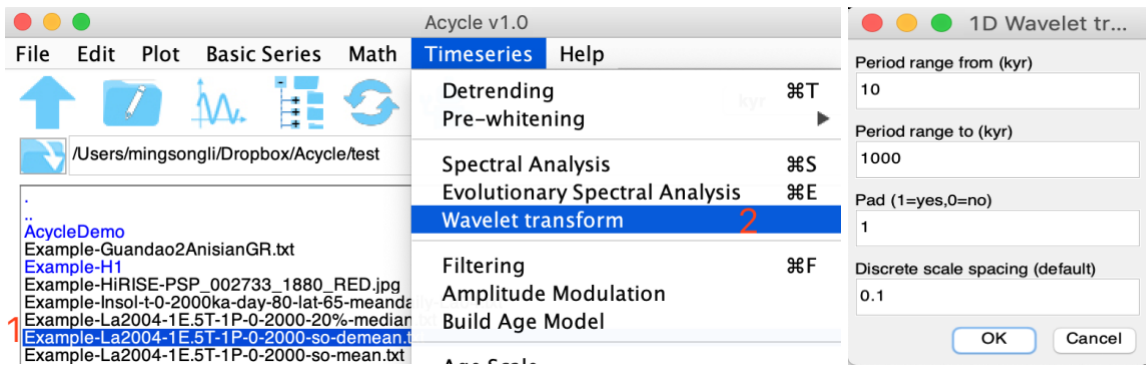 Acycle v1.0
File Edit Plot Basic Series Math Timeseries Help
/Users/mingsongli/Dropbox/Acycle/test
.
..
AcycleDemo
Example-Guandao2AnisianGR.txt
Example-H1
Example-HiRISE-PSP_002733_1880_RED.jpg
Example-Insol-t-0-2000ka-day-80-lat-65-meandaily
Example-La2004-1E.5T-1P-0-2000-20%-median
1
Example-La2004-1E.5T-1P-0-2000-so-demean.t
Example-La2004-1E.5T-1P-0-2000-so-mean.txt
Detrending ⌘T
kyr
Pre-whitening ▶
Spectral Analysis ⌘S
Evolutionary Spectral Analysis ⌘E
Wavelet transform 2
Filtering ⌘F
Amplitude Modulation
Build Age Model
Age Scale
1D Wavelet tr...
Period range from (kyr)
10
Period range to (kyr)
1000
Pad (1=yes,0=no)
1
Discrete scale spacing (default)
0.1
OK Cancel